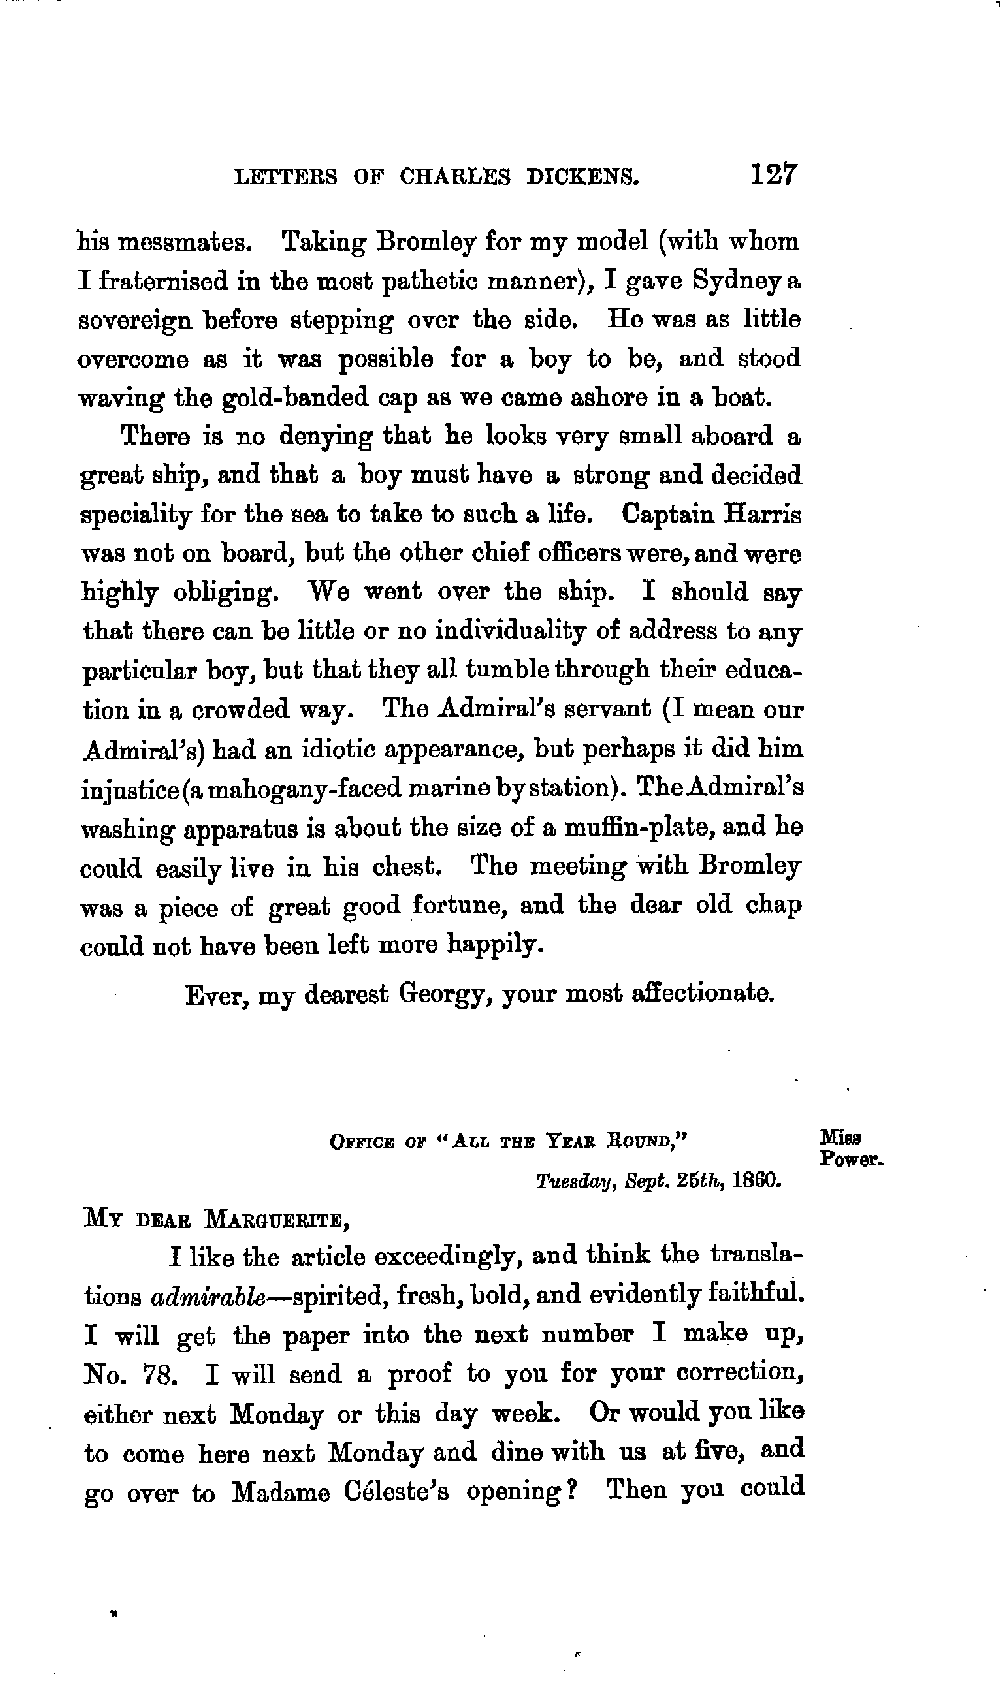 LETTERS OF CHARLES DICKENS. 127
his messmates. Taking Bromley for my model (with whom
I fraternised in the most pathetic manner), I gave Sydney a
sovereign before stepping over the side. He was as little
overcome as it was possible for a boy to be, and stood
waving the gold-banded cap as we came ashore in a boat.
There is no denying that he looks very small aboard a
great ship, and that a boy must have a strong and decided
speciality for the sea to take to such a life. Captain Harris
was not on board, but the other chief officers were, and were
highly obliging. We went over the ship. I should say
that there can be little or no individuality of address to any
particular boy, but that they all tumble through their educa-
tion in a crowded way. The Admiral's servant (I mean our
Admiral's) had an idiotic appearance, but perhaps it did him
injustice (a mahogany-faced marine by station). The Admiral's
washing apparatus is about the size of a muffin-plate, and he
could easily live in his chest. The meeting with Bromley
was a piece of great good fortune, and the dear old chap
could not have been left more happily.
Ever, my dearest Georgy, your most affectionate.
OFFICE OF "ALL THE YEAR ROUND,"
Miss
Power.
Tuesday, Sept. 25th, 1860.
MY DEAR MARGUERITE,
I like the article exceedingly, and think the transla-
tions admirable—spirited, fresh, bold, and evidently faithful.
I will get the paper into the next number I make up,
No. 78. I will send a proof to you for your correction,
either next Monday or this day week. Or would you like
to come here next Monday and dine with us at five, and
go over to Madame Céleste's opening? Then you could